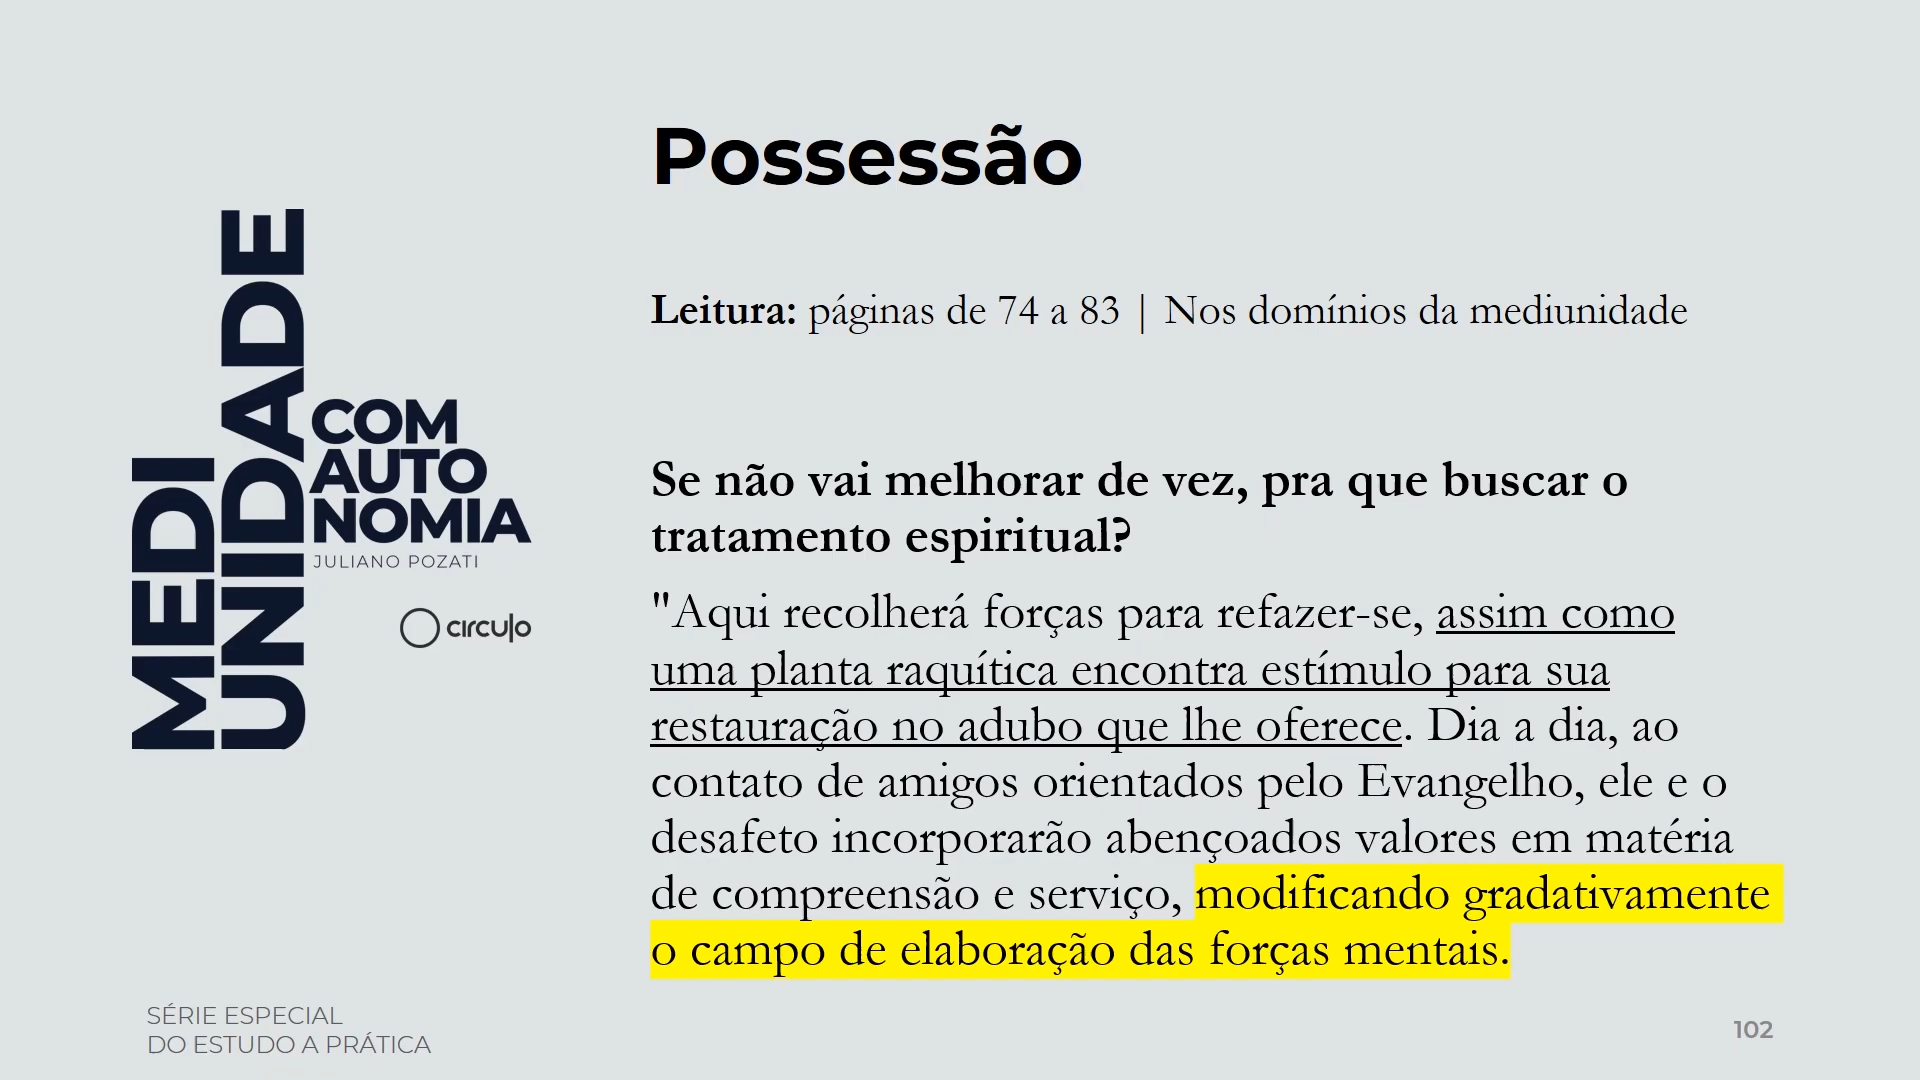 MEDI
UNIDADE
COM
AUTO
NOMIA
JULIANO POZATI
circulo
SÉRIE ESPECIAL
DO ESTUDO A PRÁTICA
Possessão
Leitura: páginas de 74 a 83 | Nos domínios da mediunidade
Se não vai melhorar de vez, pra que buscar o
tratamento espiritual?
"Aqui recolherá forças para refazer-se, assim como
uma planta raquítica encontra estímulo para sua
restauração no adubo que lhe oferece. Dia a dia, ao
contato de amigos orientados pelo Evangelho, ele e o
desafeto incorporarão abençoados valores em matéria
de compreensão e serviço, modificando gradativamente
o campo de elaboração das forças mentais.
102